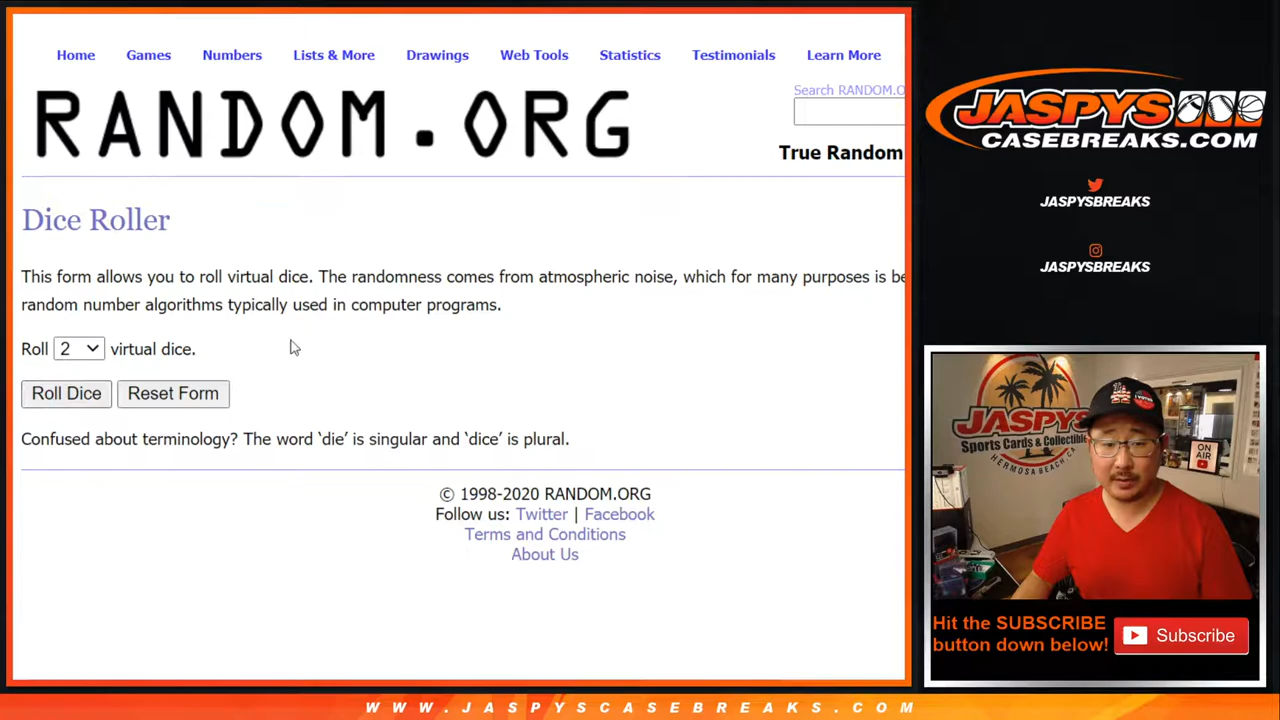 Home Games Numbers Lists & More Drawings Web Tools Statistics Testimonials Learn More
Search RANDOM.O
RANDOM.ORG
True Random
Dice Roller
This form allows you to roll virtual dice. The randomness comes from atmospheric noise, which for many purposes is be
random number algorithms typically used in computer programs.
Roll 2 virtual dice.
Roll Dice Reset Form
Confused about terminology? The word ‘die’ is singular and ‘dice’ is plural.
© 1998-2020 RANDOM.ORG
Follow us: Twitter | Facebook
Terms and Conditions
About Us
JASPYS
CASEBREAKS.COM
JASPYSBREAKS
JASPYSBREAKS
JASPYS
Sports Cards & Collectible
HERMOSA BEACH, CA
ON AIR
Hit the SUBSCRIBE
button down below!
Subscribe
WWW.JASPYSCASEBREAKS.COM